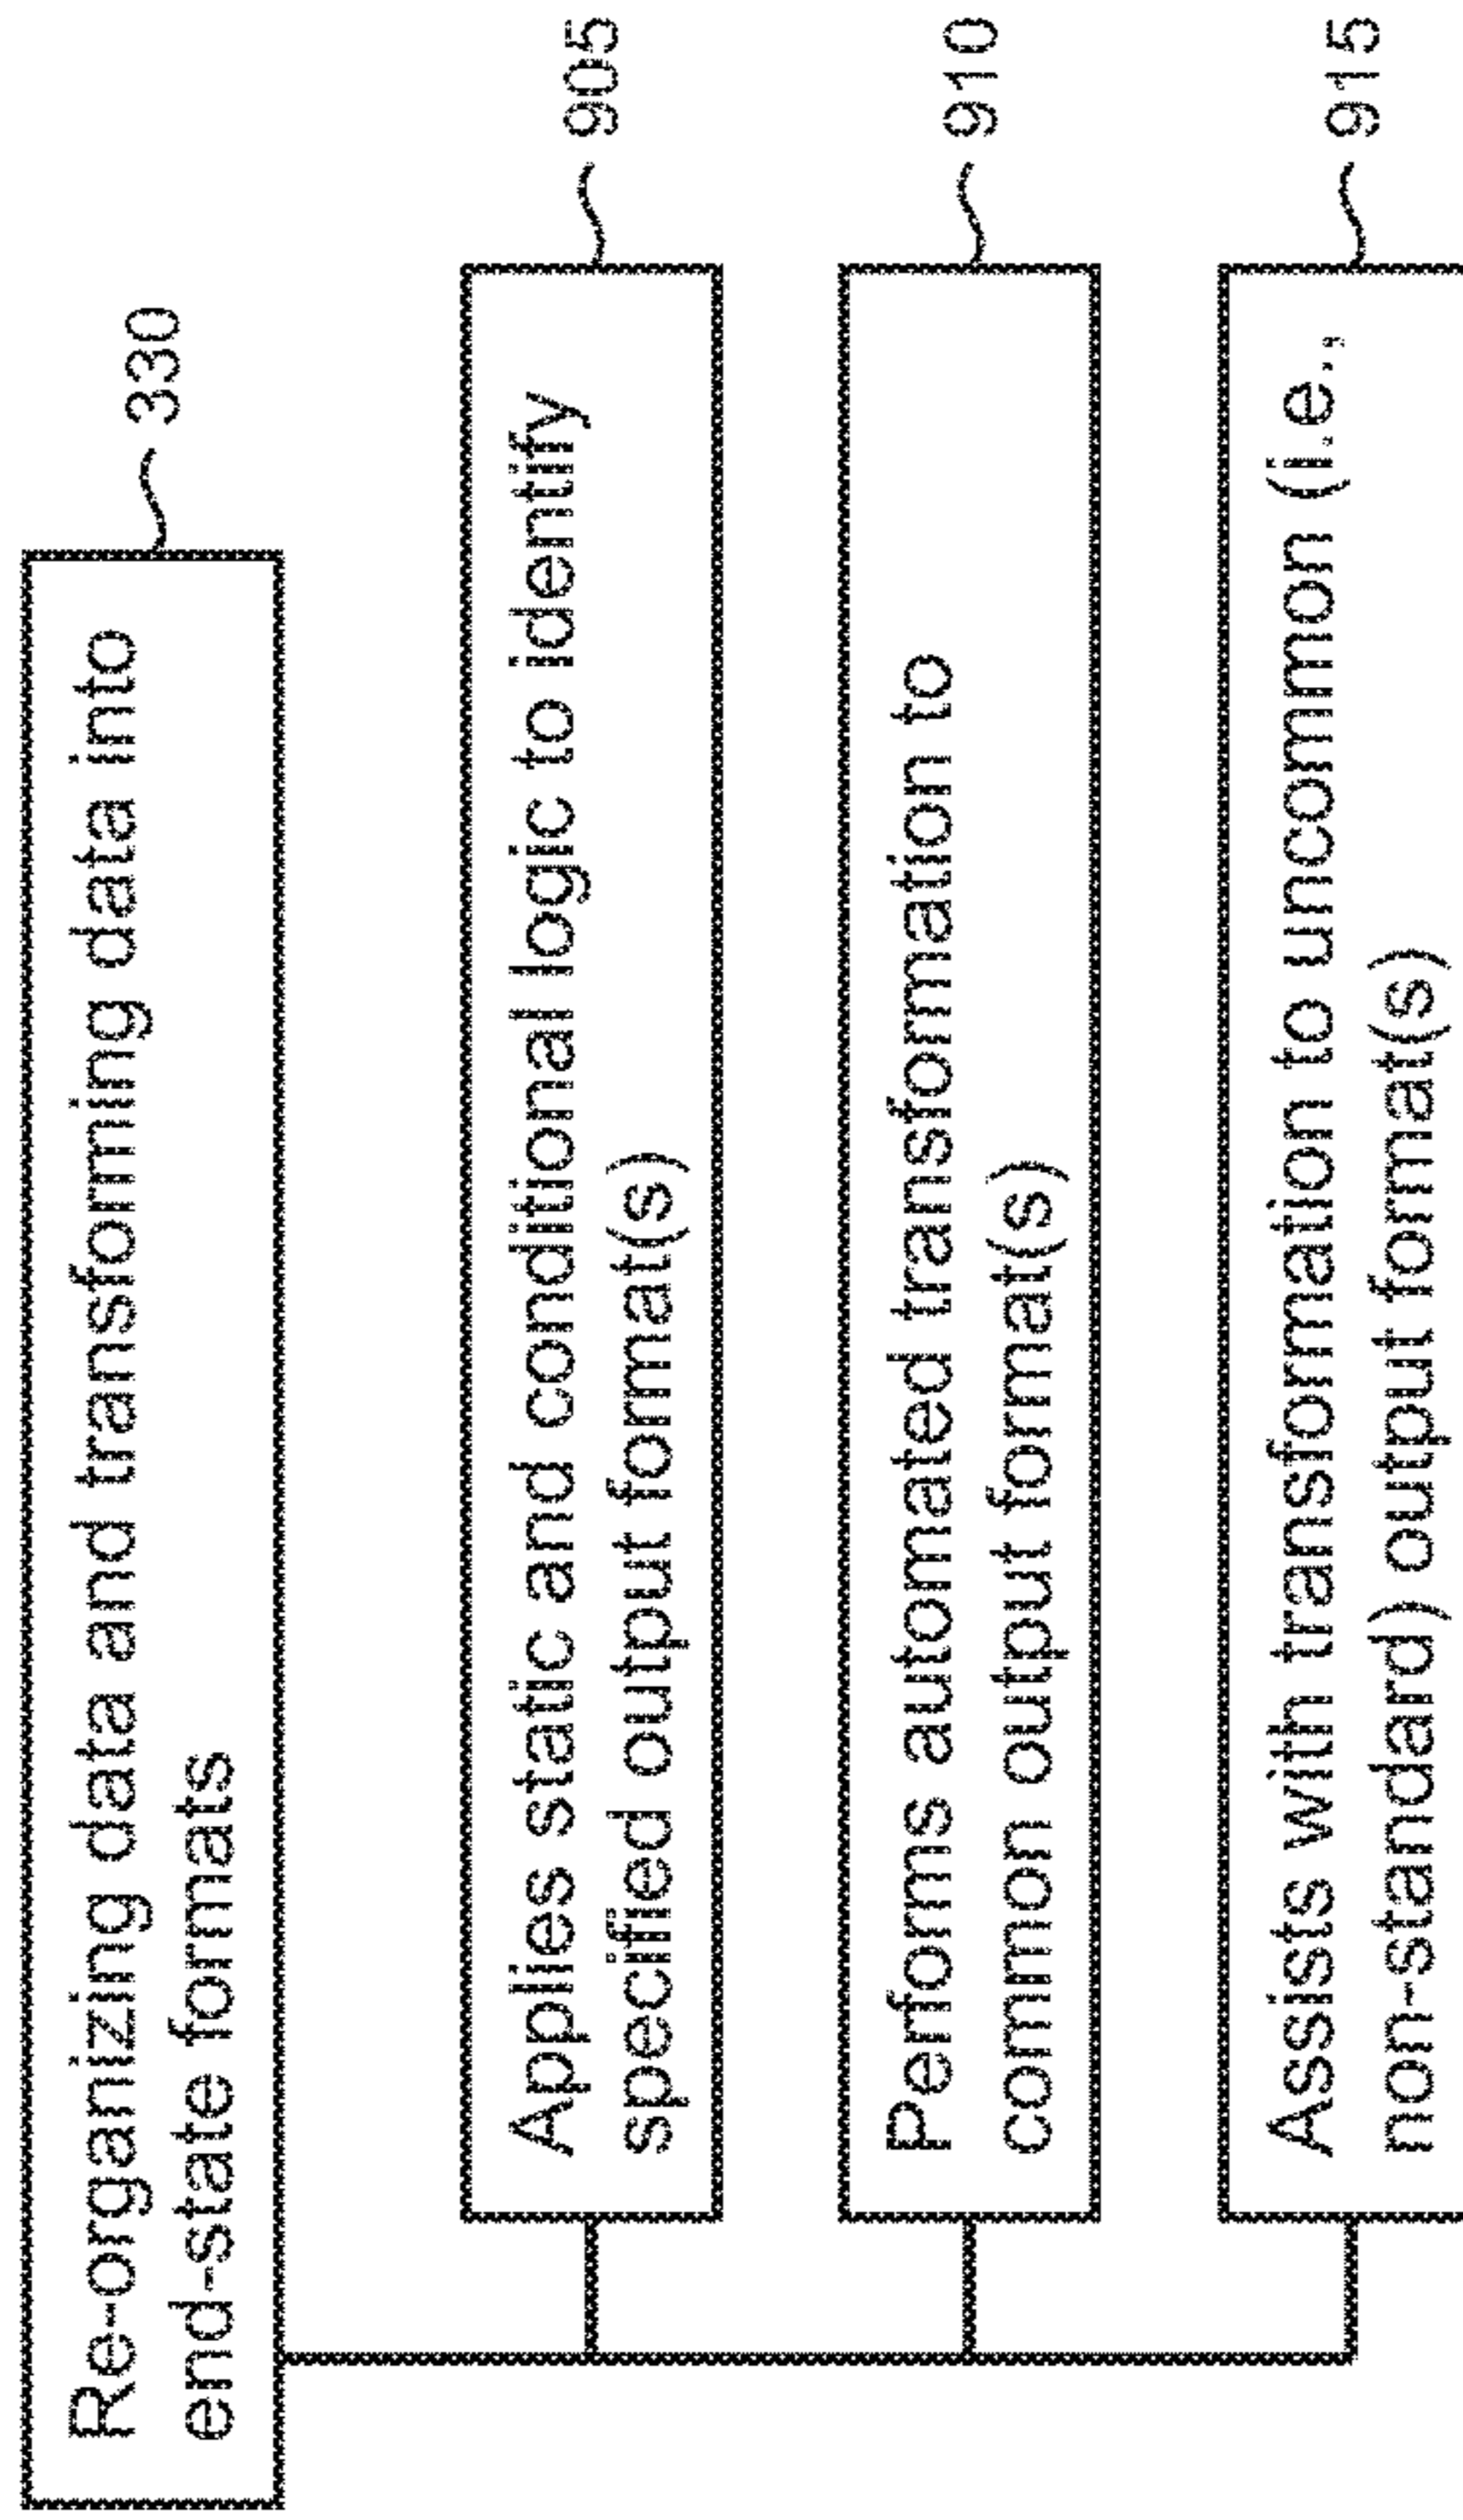 Re-organizing data and transforming data into
end-state formats
330
Applies static and conditional logic to identify
specified output format(s)
905
Performs automated transformation to
common output format(s)
910
Assists with transformation to uncommon (i.e.,
non-standard) output format(s)
915